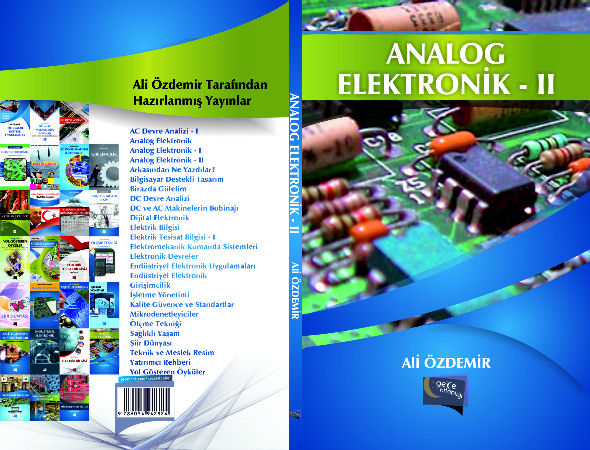 Ali Özdemir Tarafından
Hazırlanmış Yayınlar
AC Devre Analizi - I
Analog Elektronik
Analog Elektronik - I
Analog Elektronik - II
Arkasından Ne Yazdılar?
Bilgisayar Destekli Tasarım
Birazda Gülelim
DC Devre Analizi
DC ve AC Makinelerin Bobinajı
Dijital Elektronik
Elektrik Bilgisi
Elektrik Tesisat Bilgisi - I
Elektromekanik Kumanda Sistemleri
Elektronik Devreler
Endüstriyel Elektronik Uygulamaları
Endüstriyel Elektronik
Girişimcilik
İşletme Yönetimi
Kalite Güvence ve Standartlar
Mikrodenetleyiciler
Ölçme Tekniği
Sağlıklı Yaşam
Şiir Dünyası
Teknik ve Meslek Resim
Yatırımcı Rehberi
Yol Gösteren Öyküler
ANALOG ELEKTRONİK - II
ALİ ÖZDEMİR
ANALOG
ELEKTRONİK - II
ALİ ÖZDEMİR
gece
kitaplığı